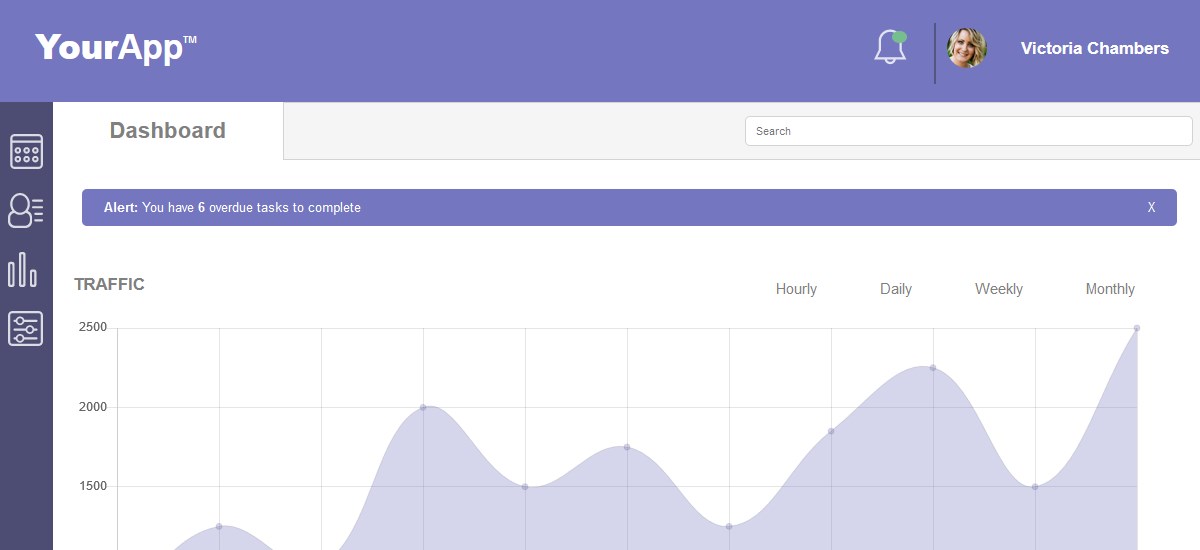 YourApp™
Victoria Chambers
Dashboard
Search
Alert: You have 6 overdue tasks to complete
X
TRAFFIC
Hourly
Daily
Weekly
Monthly
2500
2000
1500